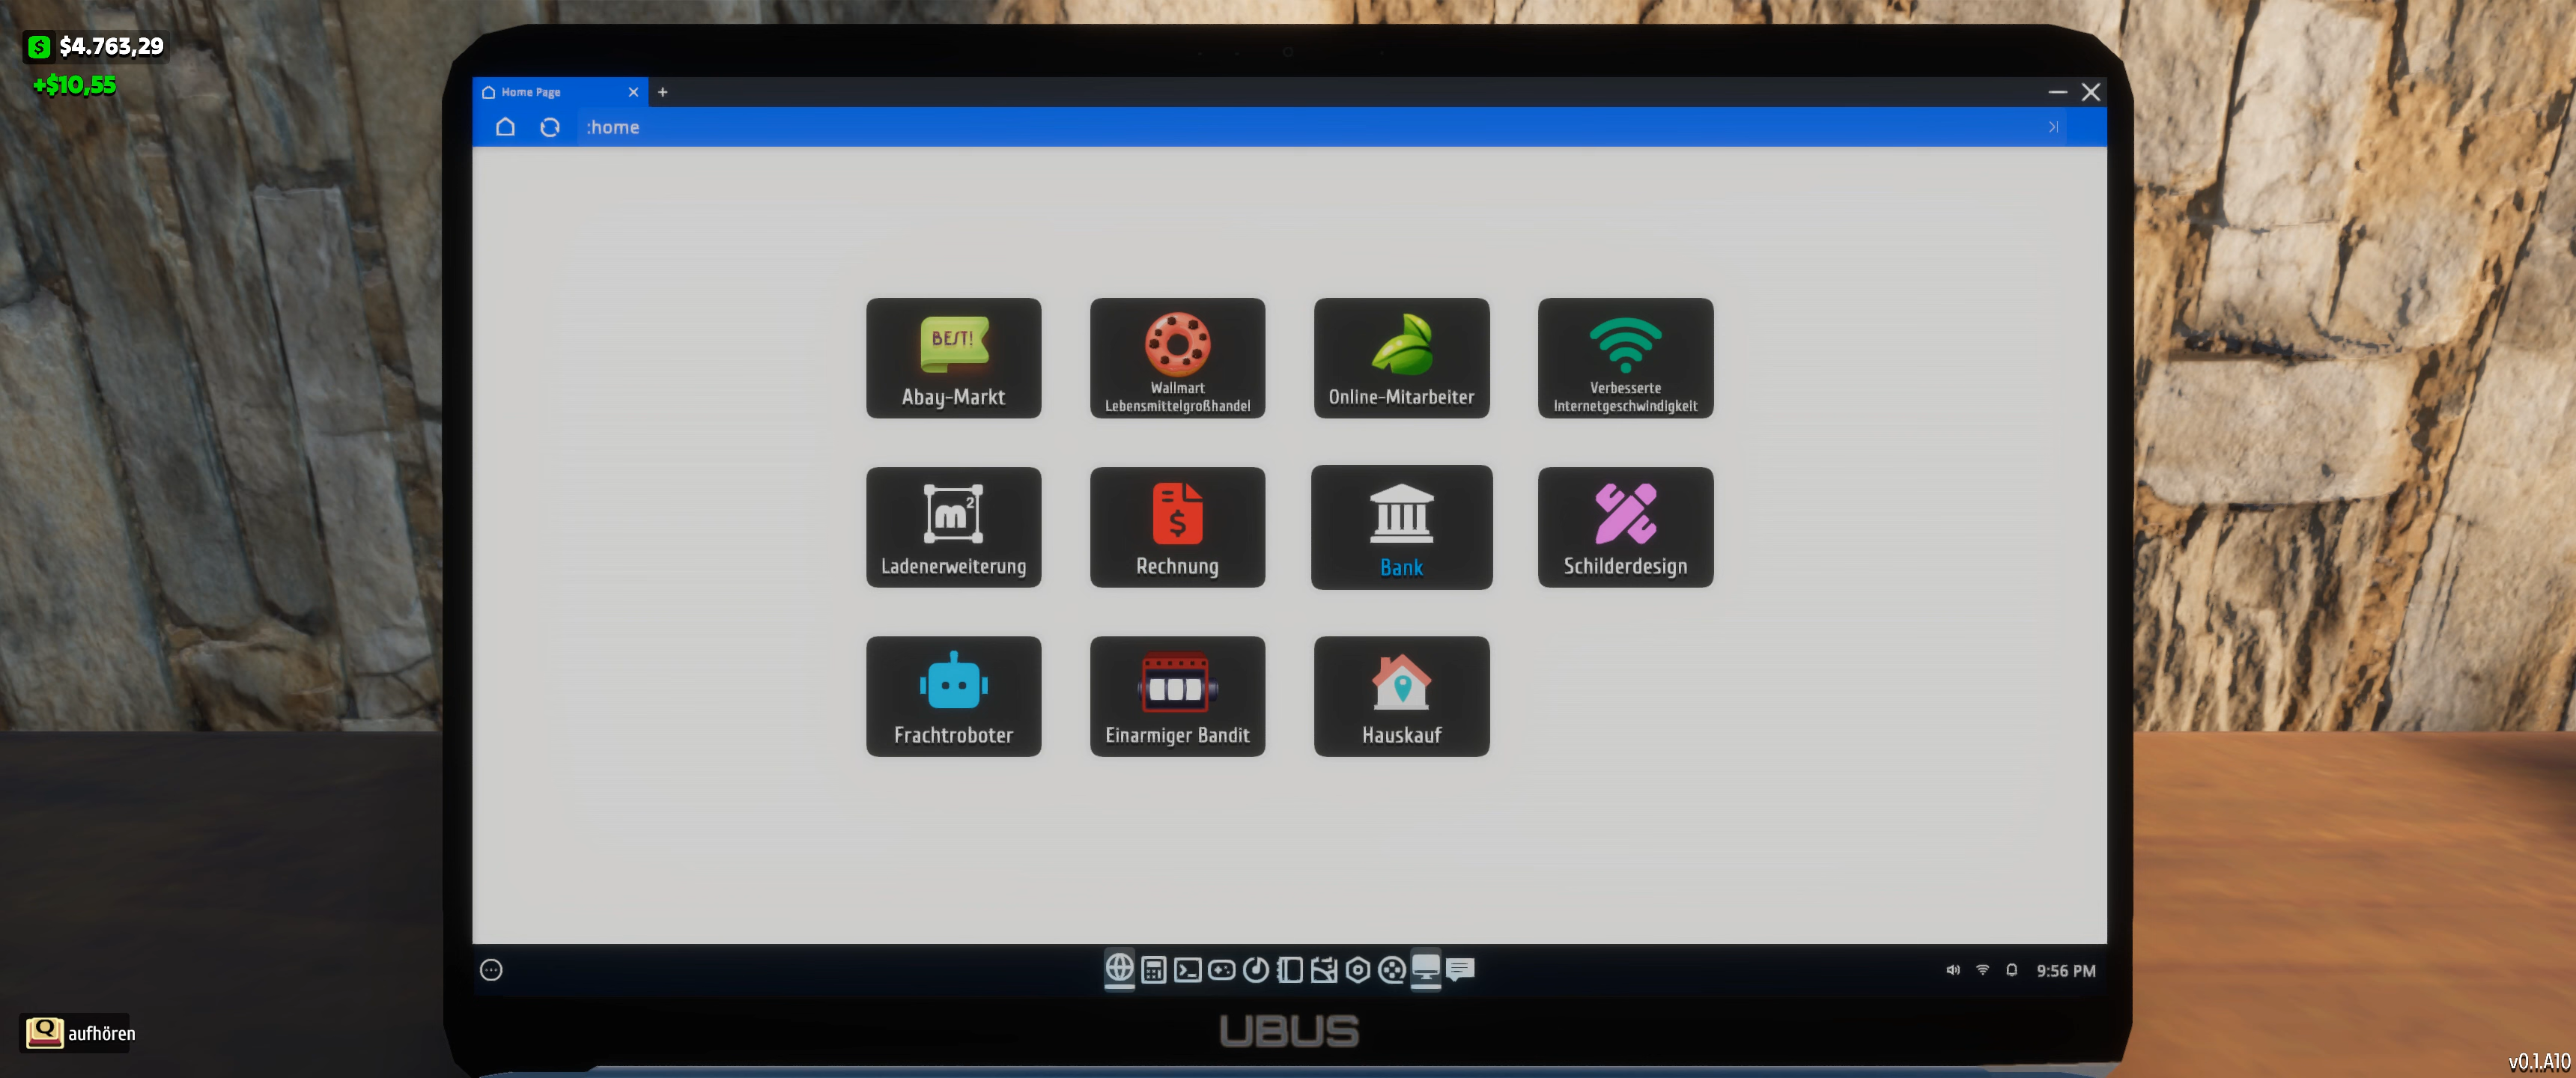 $4.763,29
+$10,55
Home Page
:home
BEST!
Abay-Markt
Wallmart
Lebensmittelgroßhandel
Online-Mitarbeiter
Verbesserte
Internetgeschwindigkeit
m²
Ladenerweiterung
$
Rechnung
Bank
Schilderdesign
Frachtroboter
Einarmiger Bandit
Hauskauf
9:56 PM
UBUS
Q aufhören
v0.1.A10